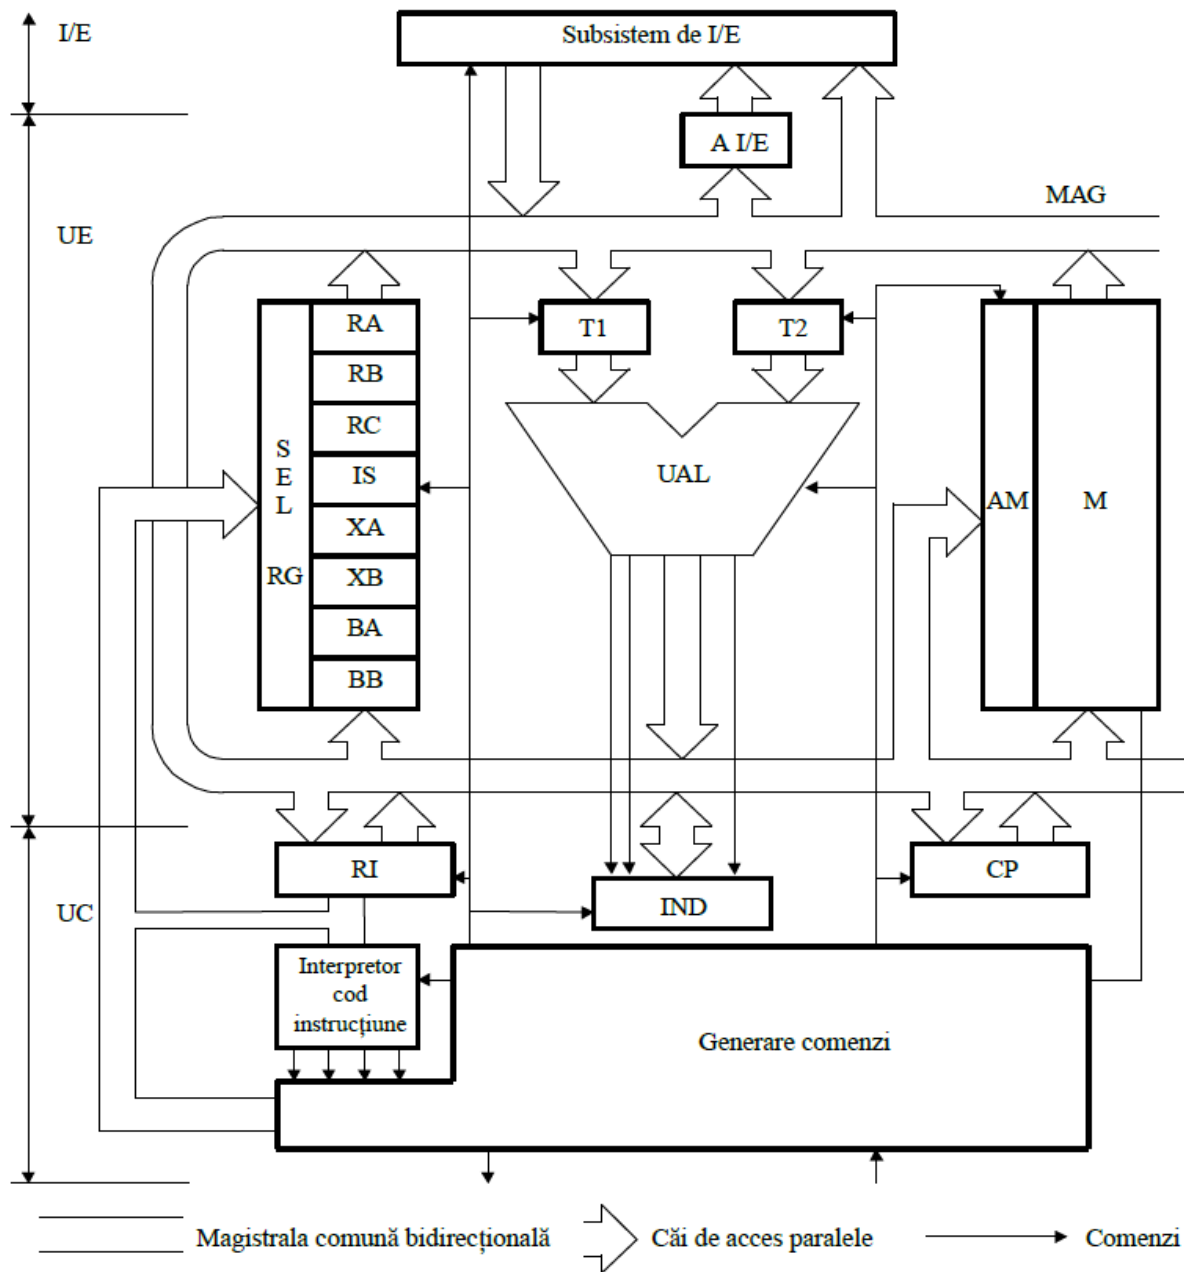 I/E
Subsistem de I/E
A I/E
UE
MAG
RA
T1
T2
RB
RC
S
E
L
RG
IS
UAL
AM
M
XA
XB
BA
BB
RI
CP
UC
IND
Interpretor
cod
instrucțiune
Generare comenzi
Magistrala comună bidirecțională
Căi de acces paralele
Comenzi